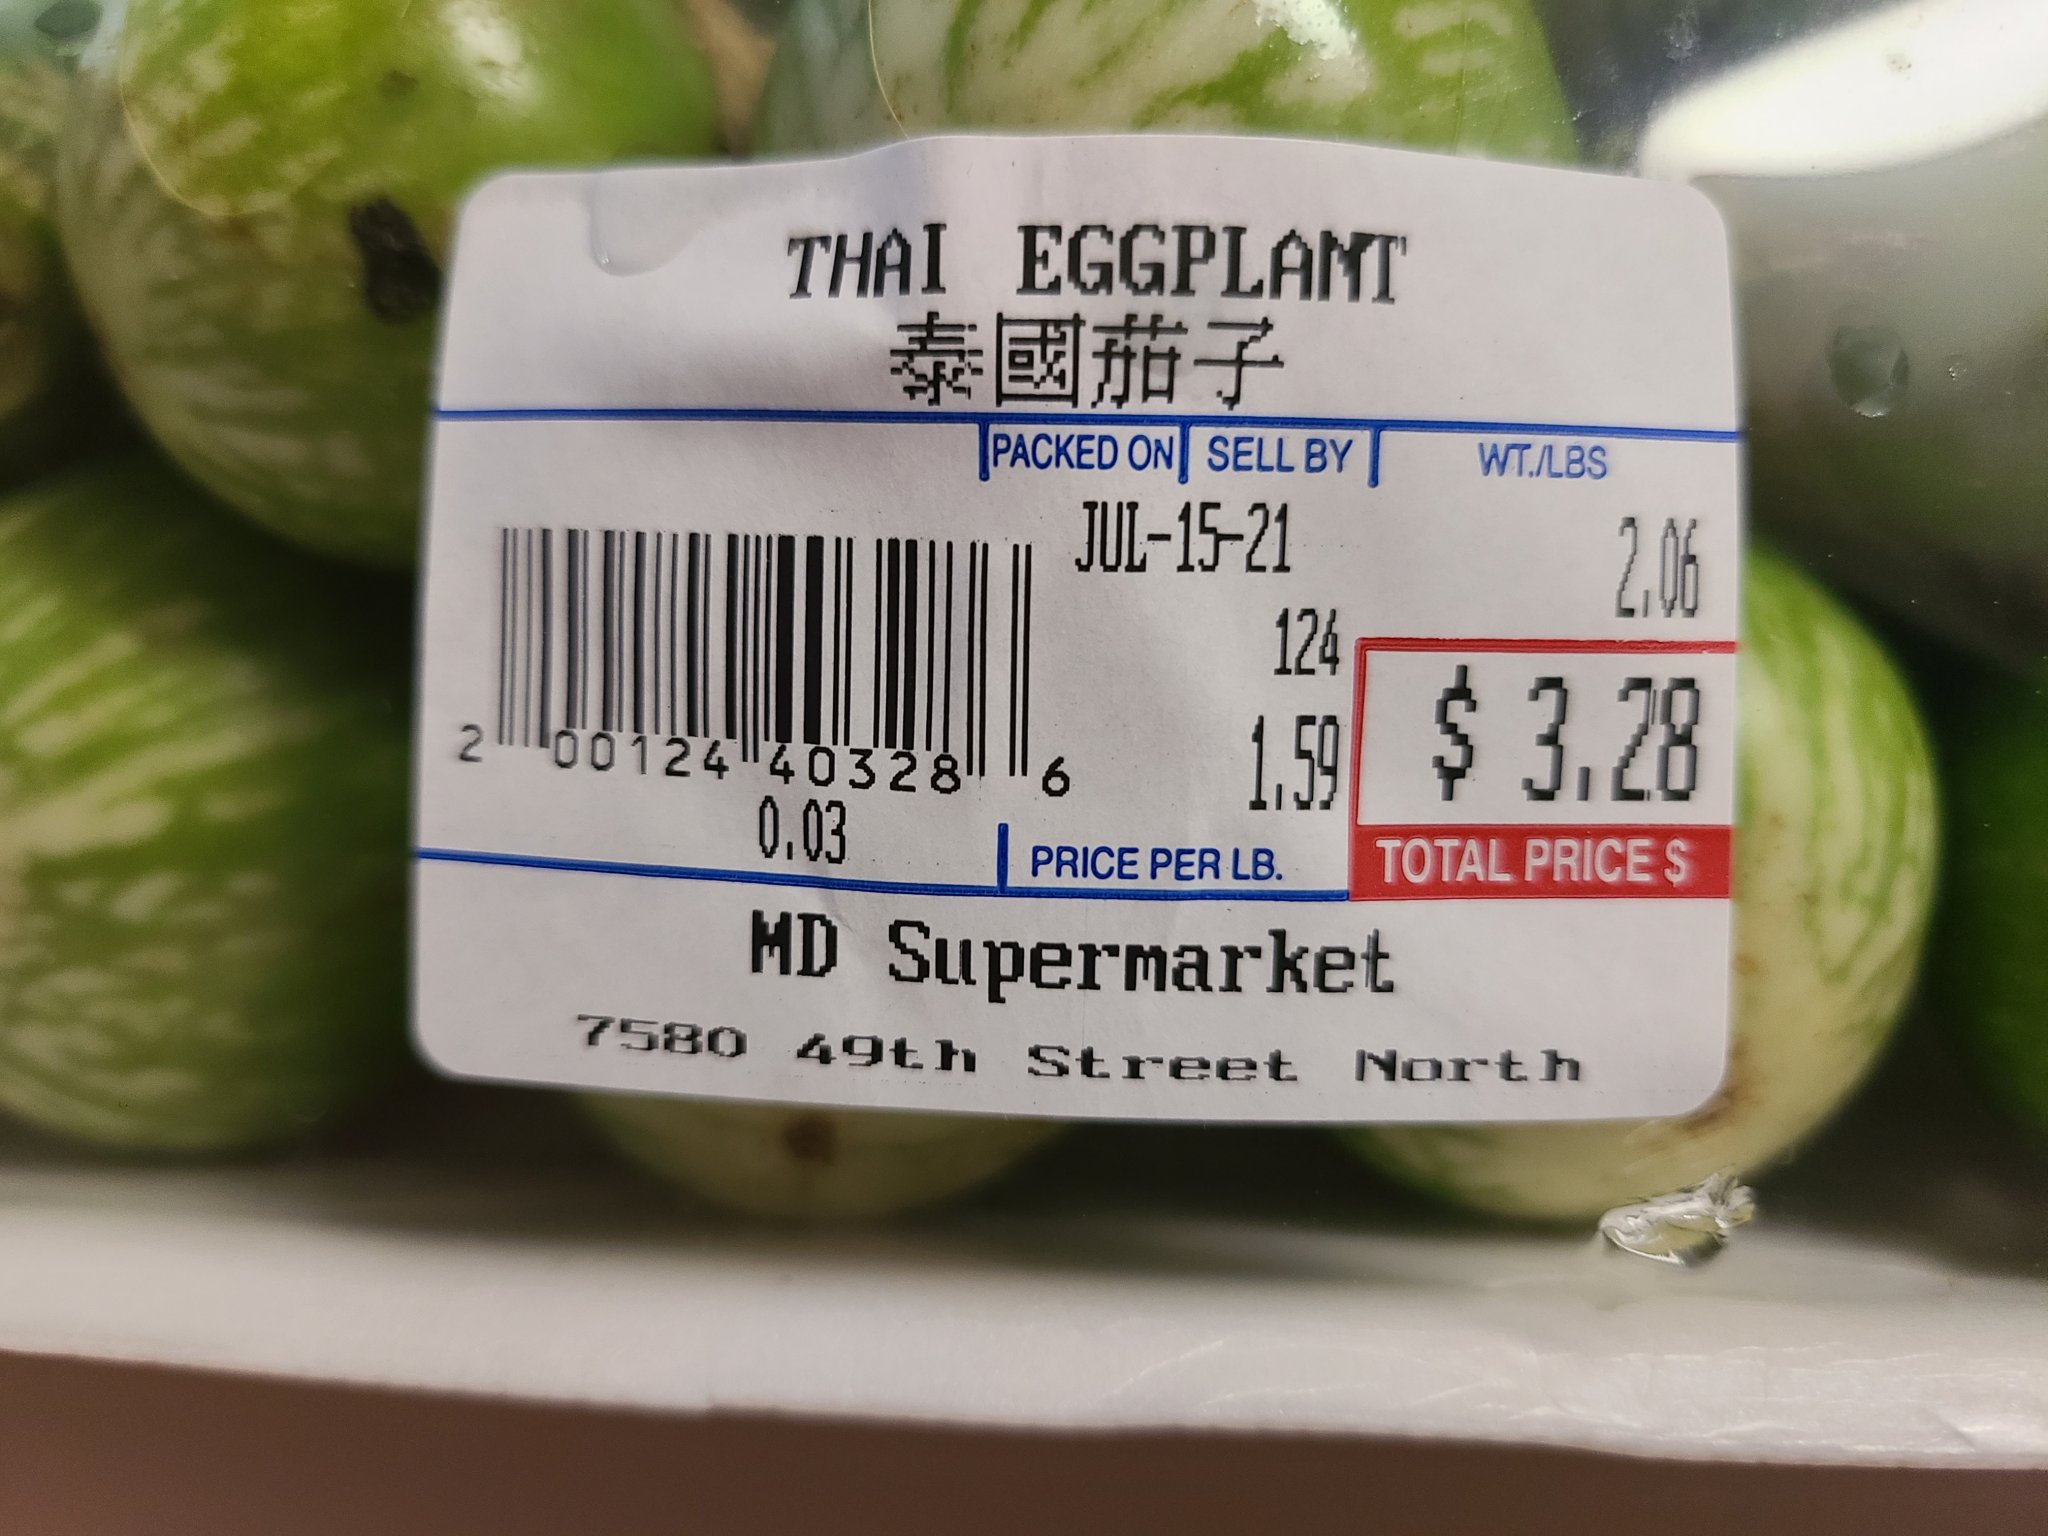 THAI EGGPLANT
泰國茄子
PACKED ON SELL BY WT./LBS
JUL-15-21
2.06
124
$ 3.28
1.59
2 00124 40328 6
0.03
PRICE PER LB.
TOTAL PRICE $
MD Supermarket
7580 49th Street North